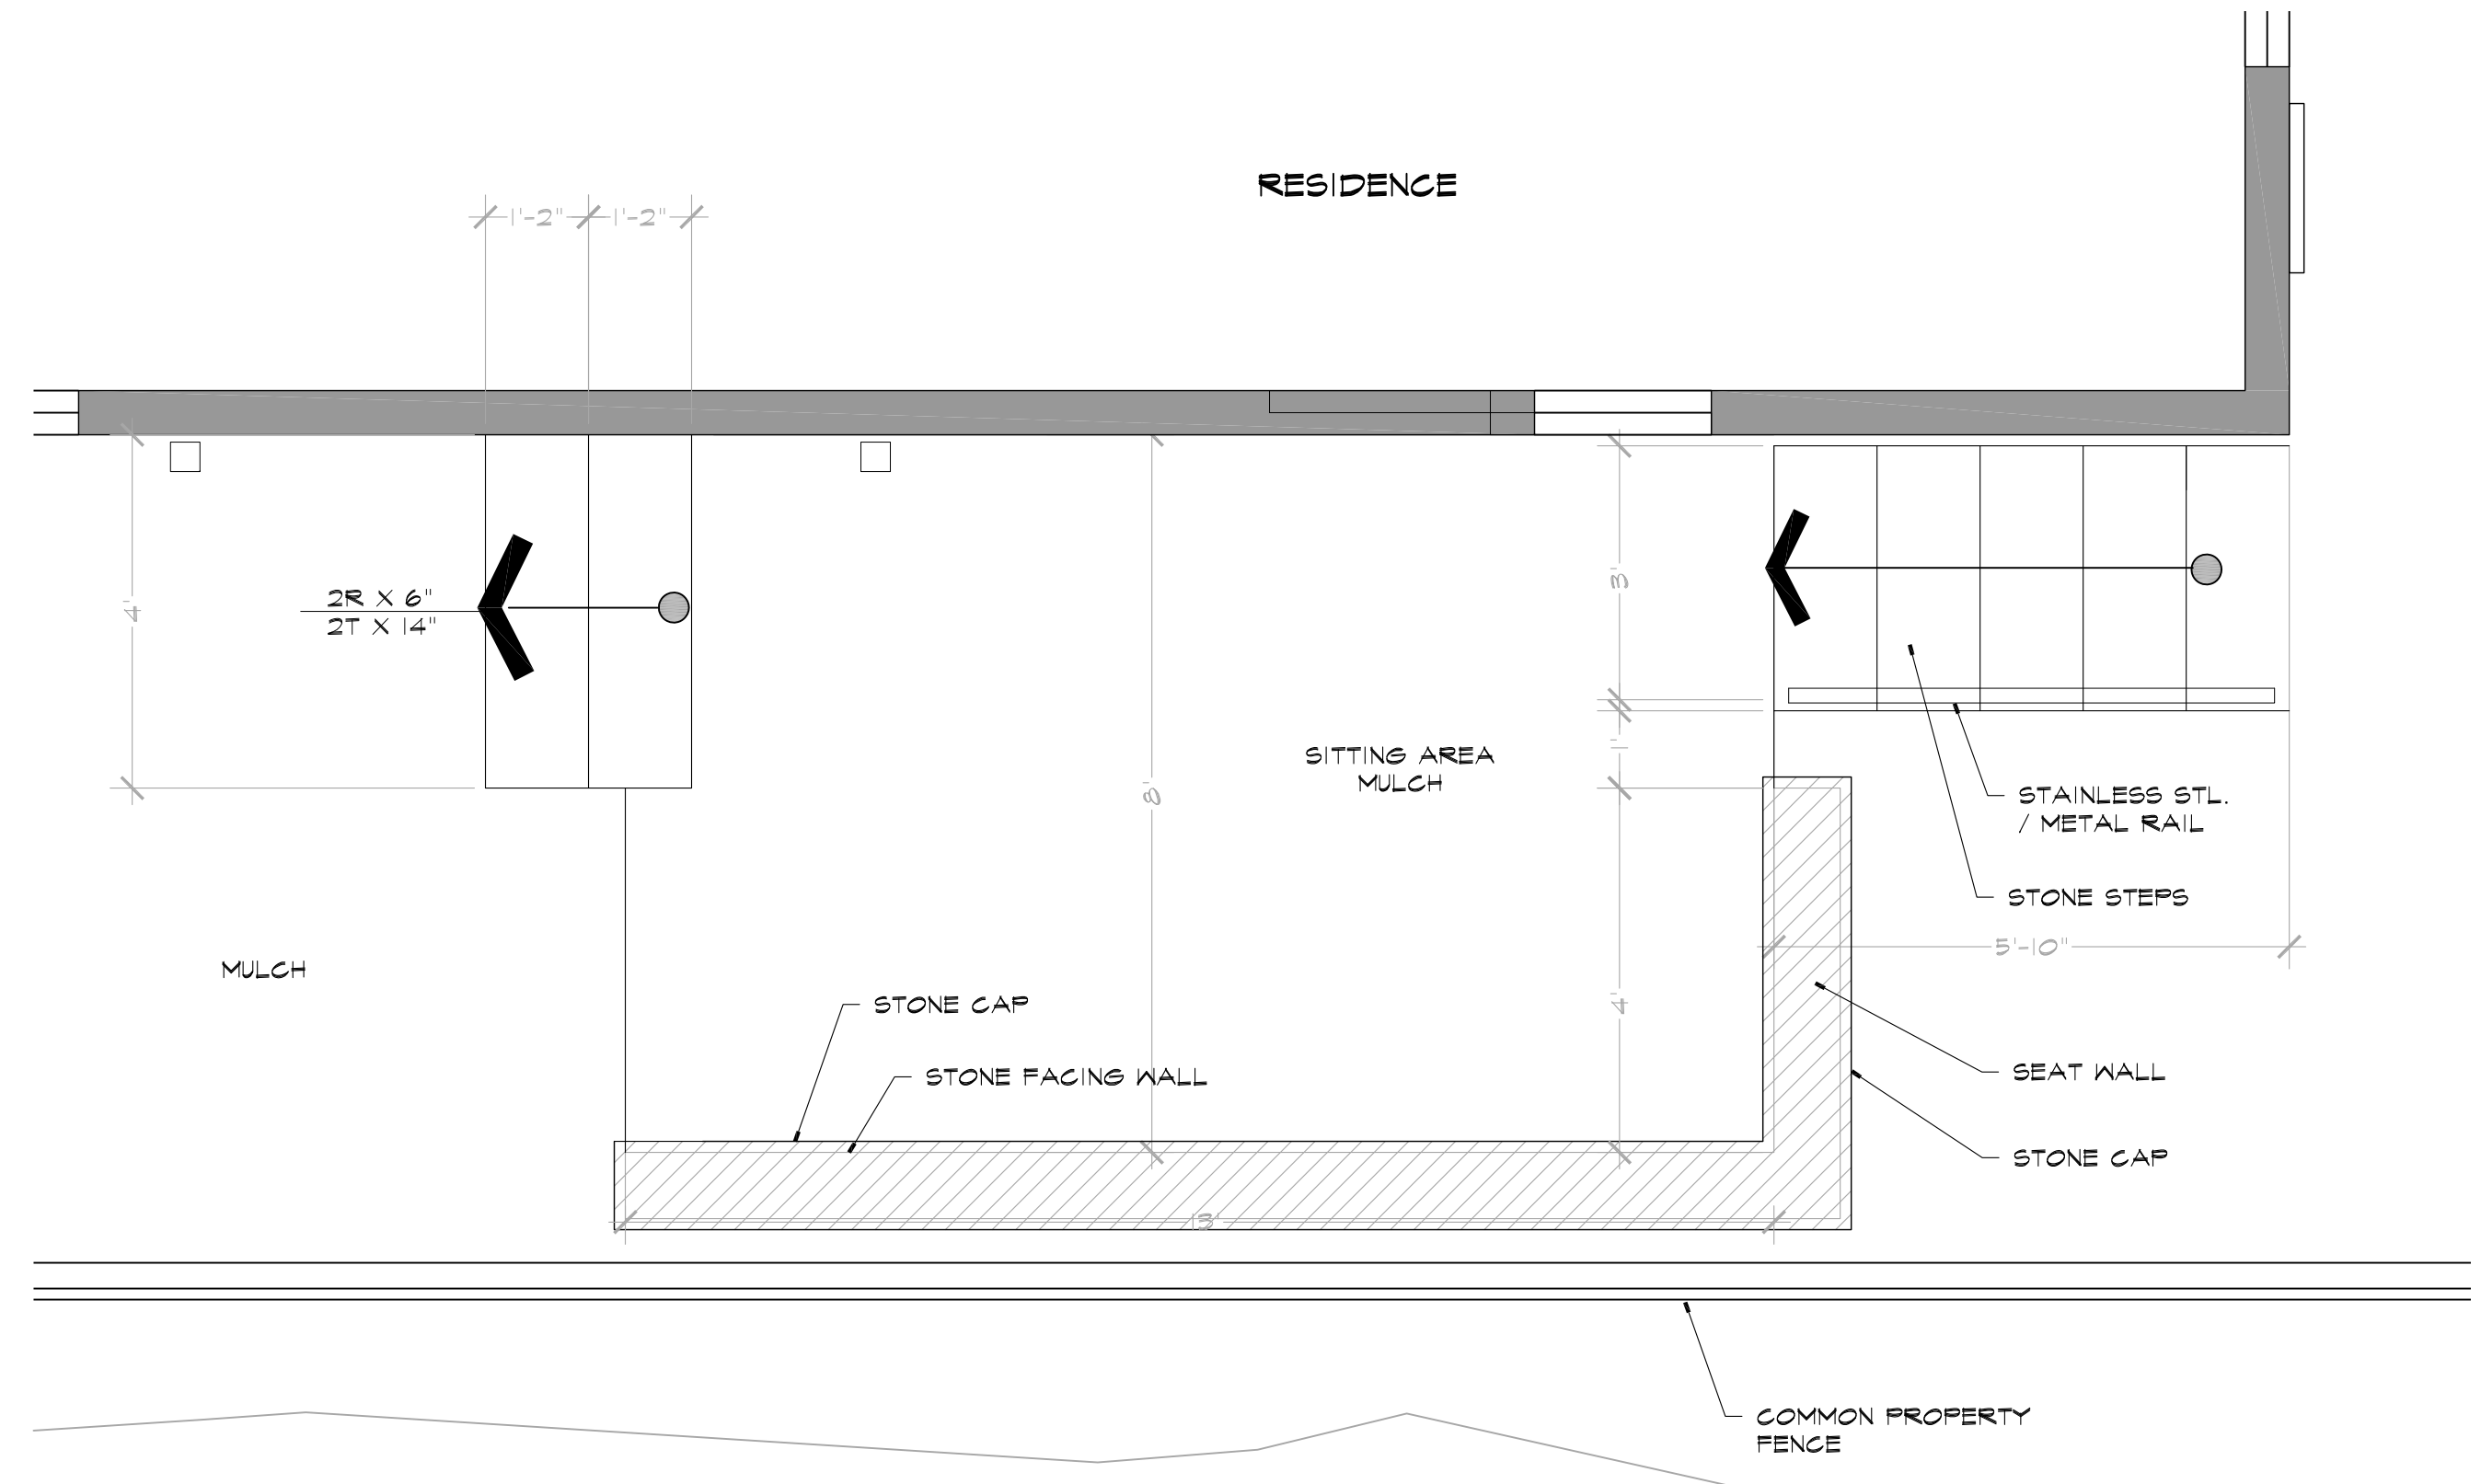 RESIDENCE
1'-2" 1'-2"
3'
2R X 6"
2T X 14"
4'
SITTING AREA
MULCH
1'
8'
STAINLESS STL.
/ METAL RAIL
STONE STEPS
5'-10"
MULCH
STONE CAP
4'
STONE FACING WALL
SEAT WALL
STONE CAP
13'
COMMON PROPERTY
FENCE